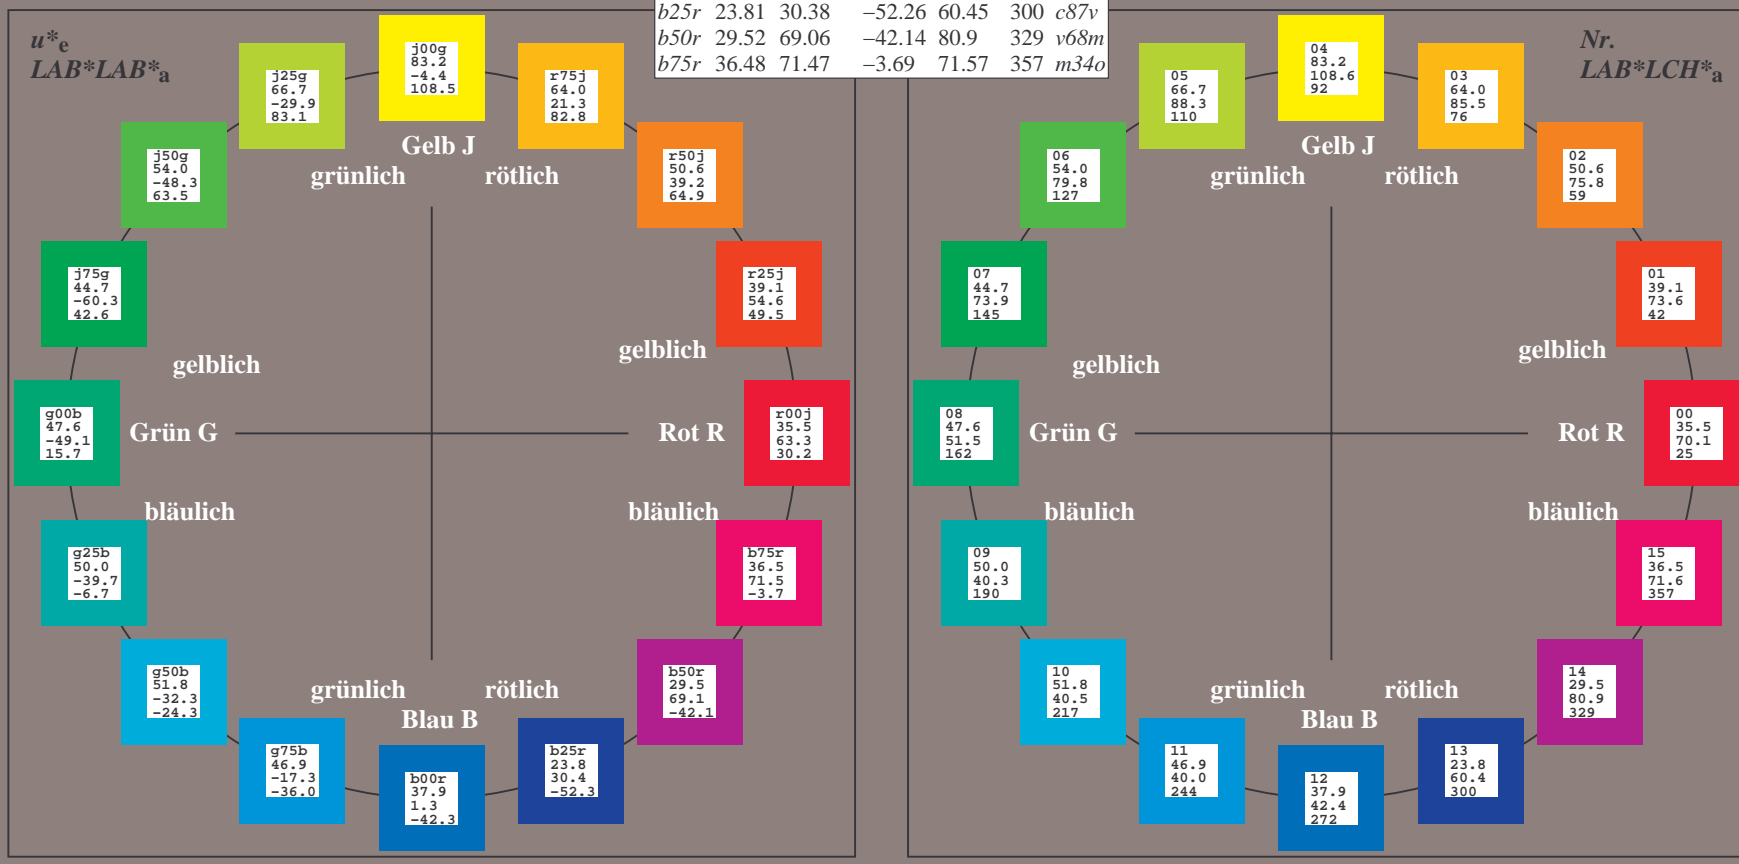 b25r 23.81 30.38 −52.26 60.45 300 c87v
b50r 29.52 69.06 −42.14 80.9 329 v68m
b75r 36.48 71.47 −3.69 71.57 357 m34o
u*e
LAB*LAB*a
j00g
83.2
-4.4
108.5
j25g
66.7
-29.9
83.1
r75j
64.0
21.3
82.8
Gelb J
grünlich rötlich
j50g
54.0
-48.3
63.5
r50j
50.6
39.2
64.9
j75g
44.7
-60.3
42.6
r25j
39.1
54.6
49.5
gelblich
gelblich
g00b
47.6
-49.1
15.7
Grün G
Rot R
r00j
35.5
63.3
30.2
bläulich
bläulich
g25b
50.0
-39.7
-6.7
b75r
36.5
71.5
-3.7
g50b
51.8
-32.3
-24.3
b50r
29.5
69.1
-42.1
grünlich rötlich
Blau B
g75b
46.9
-17.3
-36.0
b00r
37.9
1.3
-42.3
b25r
23.8
30.4
-52.3
Nr.
LAB*LCH*a
04
83.2
108.6
92
05
66.7
88.3
110
03
64.0
85.5
76
Gelb J
grünlich rötlich
06
54.0
79.8
127
02
50.6
75.8
59
07
44.7
73.9
145
01
39.1
73.6
42
gelblich
gelblich
08
47.6
51.5
162
Grün G
Rot R
00
35.5
70.1
25
bläulich
bläulich
09
50.0
40.3
190
15
36.5
71.6
357
10
51.8
40.5
217
14
29.5
80.9
329
grünlich rötlich
Blau B
11
46.9
40.0
244
12
37.9
42.4
272
13
23.8
60.4
300